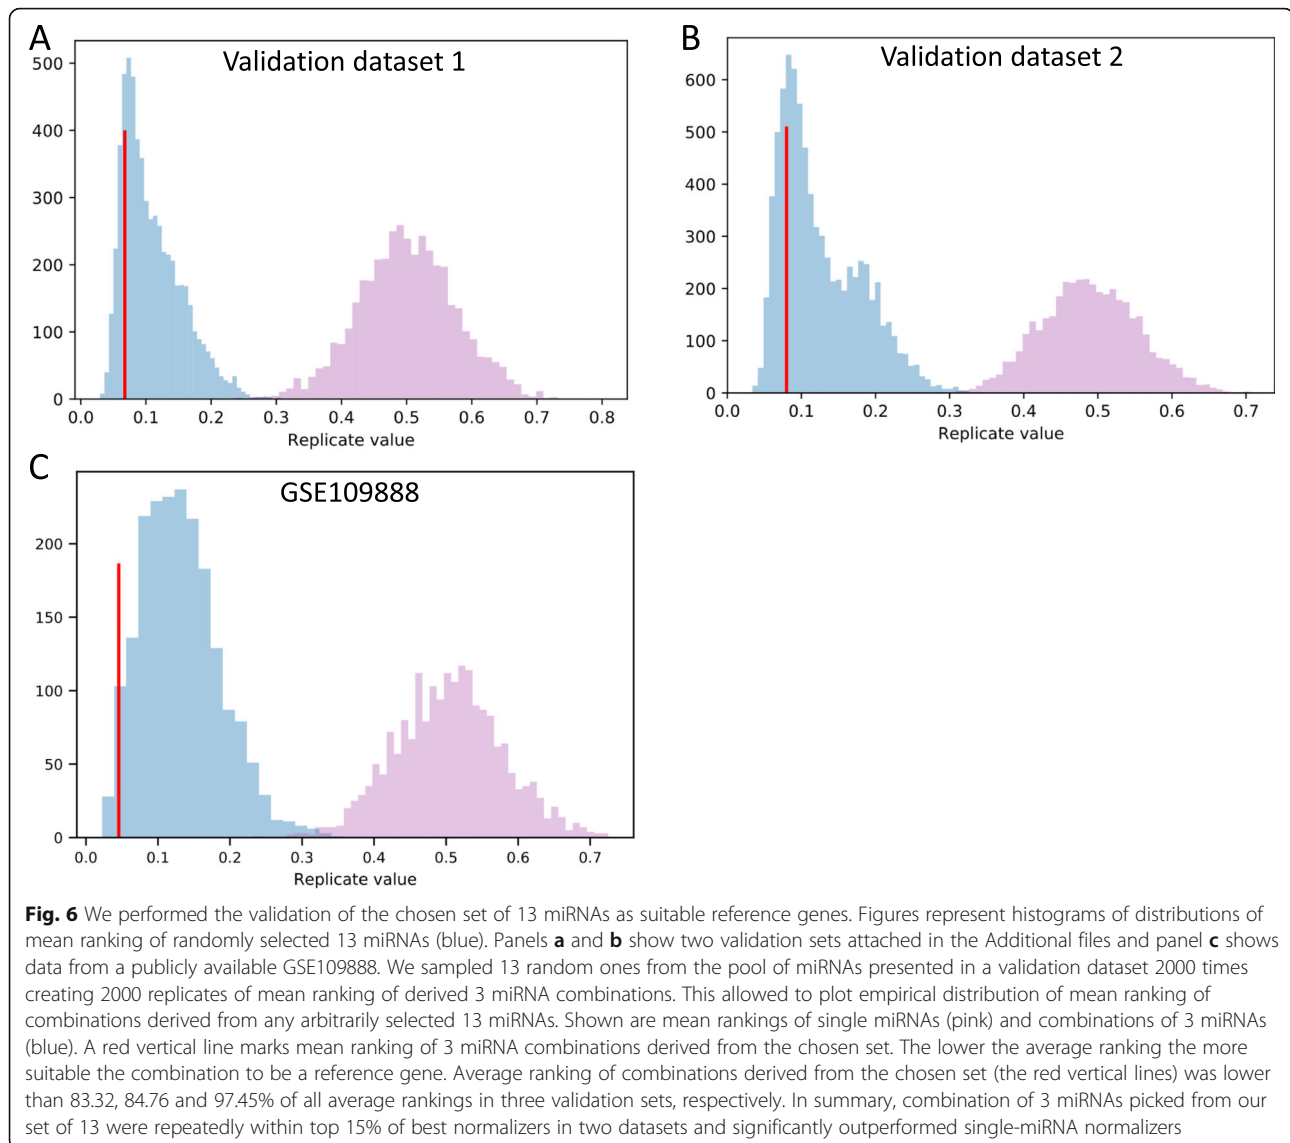 A
Validation dataset 1
500
400
300
200
100
0
0.0 0.1 0.2 0.3 0.4 0.5 0.6 0.7 0.8
Replicate value
B
Validation dataset 2
600
500
400
300
200
100
0
0.0 0.1 0.2 0.3 0.4 0.5 0.6 0.7
Replicate value
C
GSE109888
200
150
100
50
0
0.0 0.1 0.2 0.3 0.4 0.5 0.6 0.7
Replicate value
Fig. 6 We performed the validation of the chosen set of 13 miRNAs as suitable reference genes. Figures represent histograms of distributions of
mean ranking of randomly selected 13 miRNAs (blue). Panels a and b show two validation sets attached in the Additional files and panel c shows
data from a publicly available GSE109888. We sampled 13 random ones from the pool of miRNAs presented in a validation dataset 2000 times
creating 2000 replicates of mean ranking of derived 3 miRNA combinations. This allowed to plot empirical distribution of mean ranking of
combinations derived from any arbitrarily selected 13 miRNAs. Shown are mean rankings of single miRNAs (pink) and combinations of 3 miRNAs
(blue). A red vertical line marks mean ranking of 3 miRNA combinations derived from the chosen set. The lower the average ranking the more
suitable the combination to be a reference gene. Average ranking of combinations derived from the chosen set (the red vertical lines) was lower
than 83.32, 84.76 and 97.45% of all average rankings in three validation sets, respectively. In summary, combination of 3 miRNAs picked from our
set of 13 were repeatedly within top 15% of best normalizers in two datasets and significantly outperformed single-miRNA normalizers